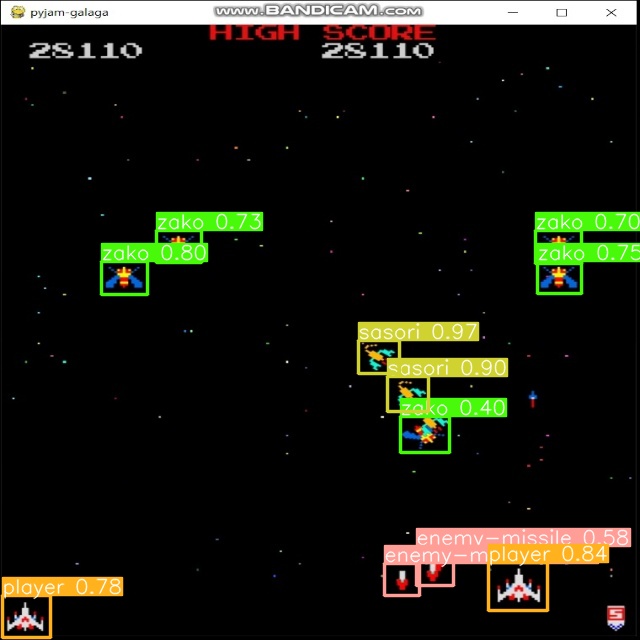 pyjam-galaga
www.BANDICAM.com
HIGH SCORE
28110
28110
zako 0.73
zako 0.70
zako 0.80
zako 0.75
sasori 0.97
sasori 0.90
zako 0.40
enemy-missile 0.58
enemy-m
player 0.84
player 0.78
S